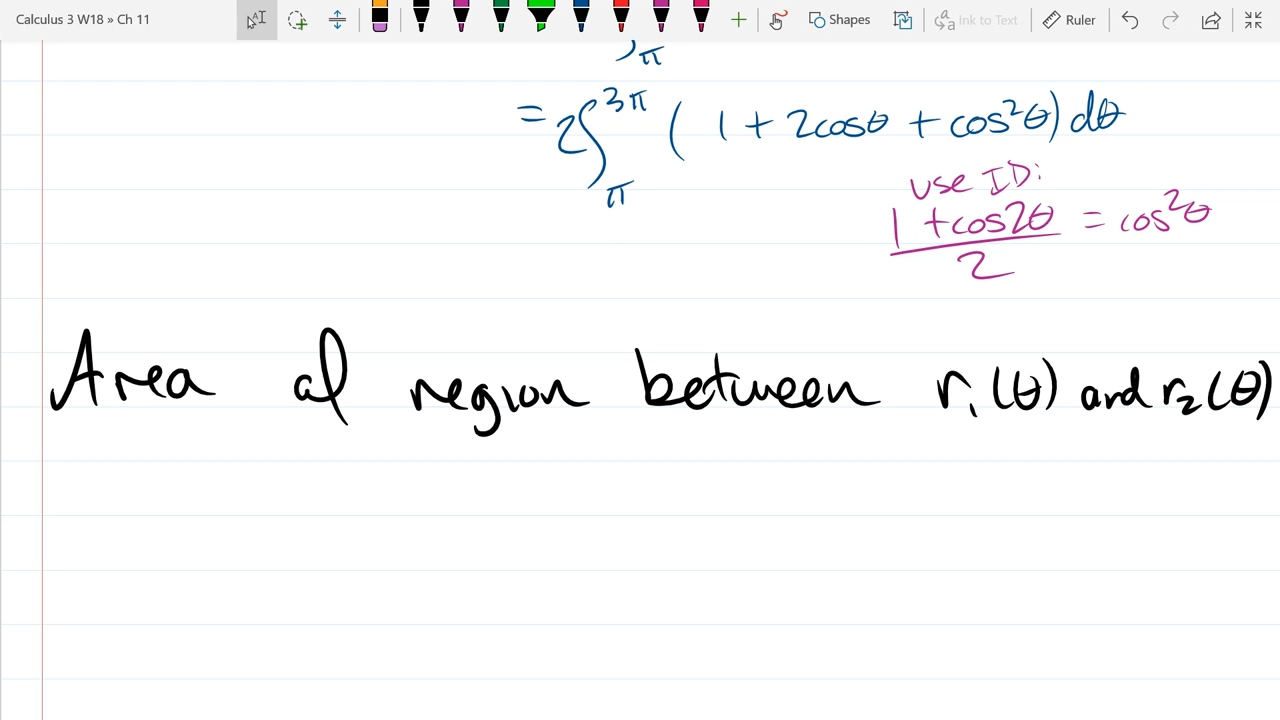 Calculus 3 W18 » Ch 11
Ink to Text
Shapes
Ruler
π
= 2∫_π^{3π} ( 1 + 2cosθ + cos²θ) dθ
use ID:
(1 + cos2θ)/2 = cos²θ
Area of region between r₁(θ) and r₂(θ)